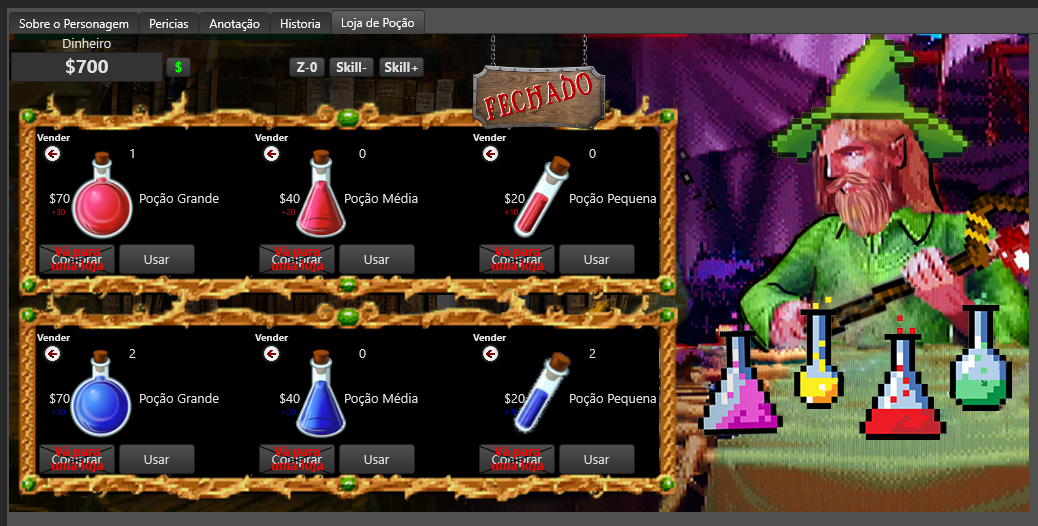 Sobre o Personagem Pericias Anotação Historia Loja de Poção
Dinheiro
$700 $ Z-0 Skill- Skill+
FECHADO
Vender Vender Vender
1 0 0
$70 Poção Grande $40 Poção Média $20 Poção Pequena
+30 +20 +10
Vá para Vá para Vá para
Comprar Usar Comprar Usar Comprar Usar
uma loja uma loja uma loja
Vender Vender Vender
2 0 2
$70 Poção Grande $40 Poção Média $20 Poção Pequena
+30 +20
Vá para Vá para Vá para
Comprar Usar Comprar Usar Comprar Usar
uma loja uma loja uma loja